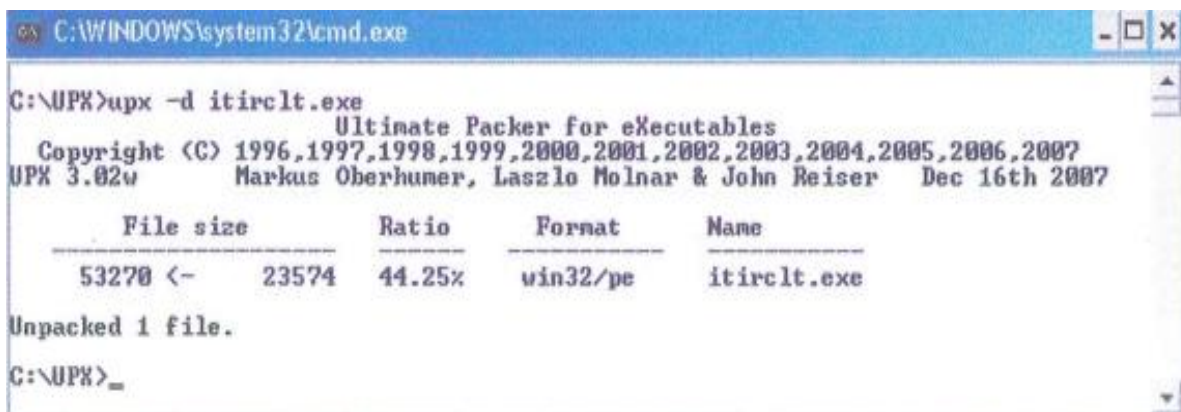 C:\WINDOWS\system32\cmd.exe
C:\UPX>upx -d itirclt.exe
Ultimate Packer for eXecutables
Copyright (C) 1996,1997,1998,1999,2000,2001,2002,2003,2004,2005,2006,2007
UPX 3.02w Markus Oberhumer, Laszlo Molnar & John Reiser Dec 16th 2007
File size Ratio Format Name
-------------------- ------ ----------- -----------
53270 <- 23574 44.25% win32/pe itirclt.exe
Unpacked 1 file.
C:\UPX>_